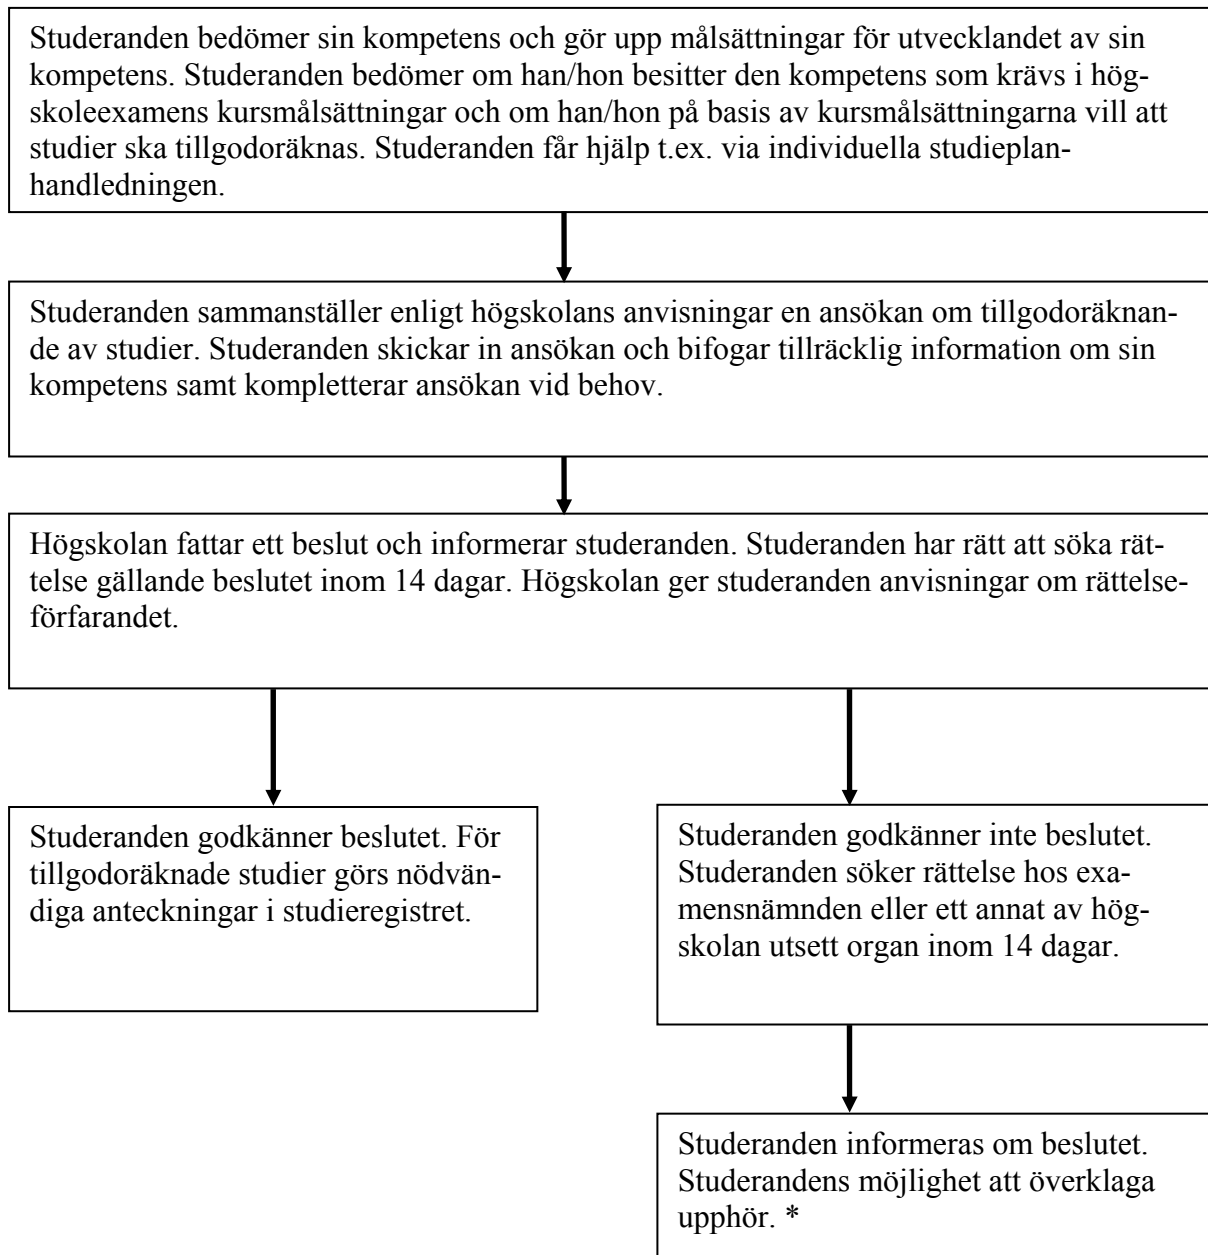 Studeranden bedömer sin kompetens och gör upp målsättningar för utvecklandet av sin
kompetens. Studeranden bedömer om han/hon besitter den kompetens som krävs i hög-
skoleexamens kursmålsättningar och om han/hon på basis av kursmålsättningarna vill att
studier ska tillgodoräknas. Studeranden får hjälp t.ex. via individuella studieplan-
handledningen.
Studeranden sammanställer enligt högskolans anvisningar en ansökan om tillgodoräknan-
de av studier. Studeranden skickar in ansökan och bifogar tillräcklig information om sin
kompetens samt kompletterar ansökan vid behov.
Högskolan fattar ett beslut och informerar studeranden. Studeranden har rätt att söka rät-
telse gällande beslutet inom 14 dagar. Högskolan ger studeranden anvisningar om rättelse-
förfarandet.
Studeranden godkänner beslutet. För
tillgodoräknade studier görs nödvän-
diga anteckningar i studieregistret.
Studeranden godkänner inte beslutet.
Studeranden söker rättelse hos exa-
mensnämnden eller ett annat av hög-
skolan utsett organ inom 14 dagar.
Studeranden informeras om beslutet.
Studerandens möjlighet att överklaga
upphör. *